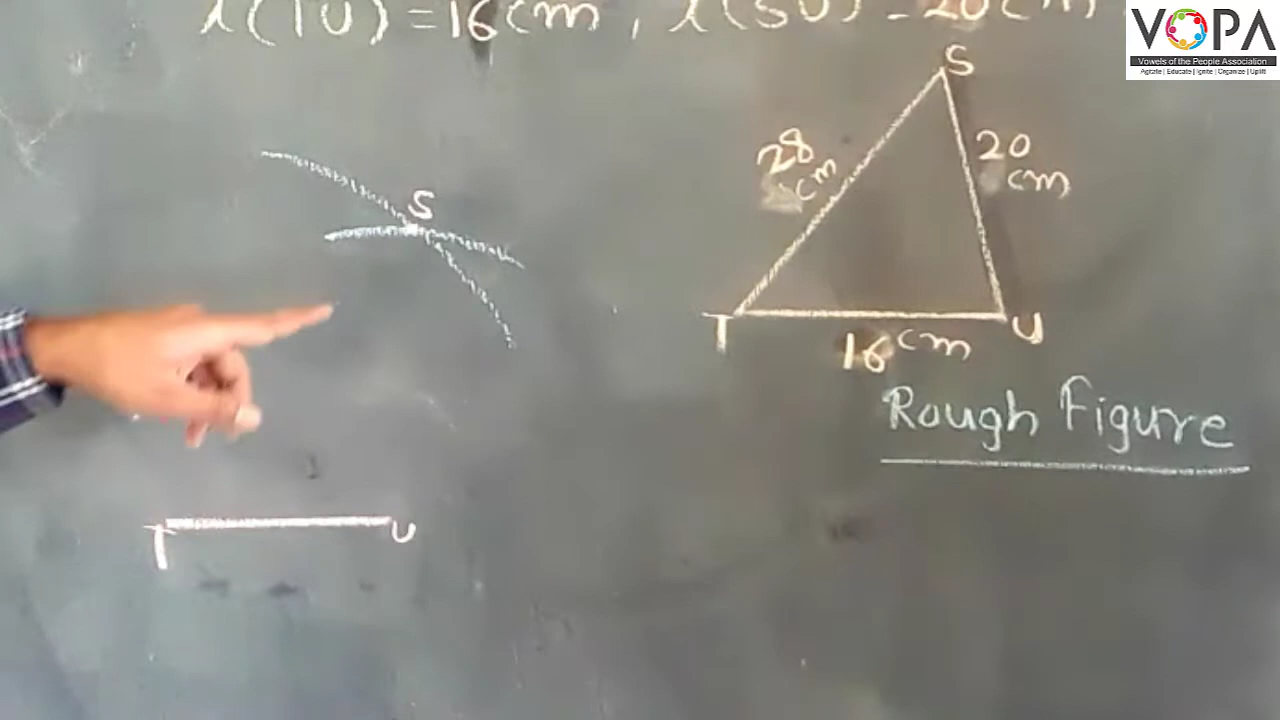 l(TU) = 16 cm, l(SU) = 20 cm
VOPA
Vowels of the People Association
Agitate | Educate | Ignite | Organize | Uplift
S
28 cm
20 cm
T
U
16 cm
Rough Figure
S
T
U